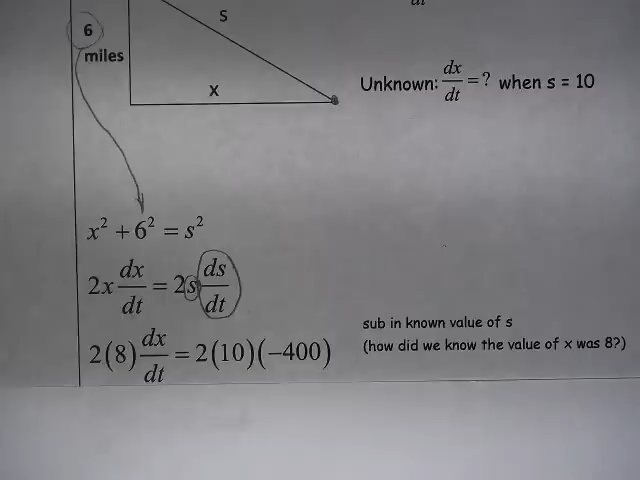 s
6
miles
x
Unknown: dx/dt = ? when s = 10
x² + 6² = s²
2x dx/dt = 2s ds/dt
sub in known value of s
2(8) dx/dt = 2(10)(−400)
(how did we know the value of x was 8?)